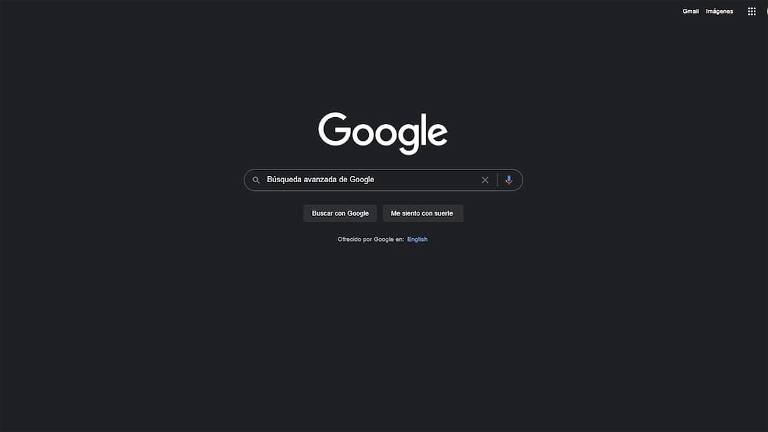 Gmail Imágenes
Google
Búsqueda avanzada de Google
Buscar con Google Me siento con suerte
Ofrecido por Google en: English